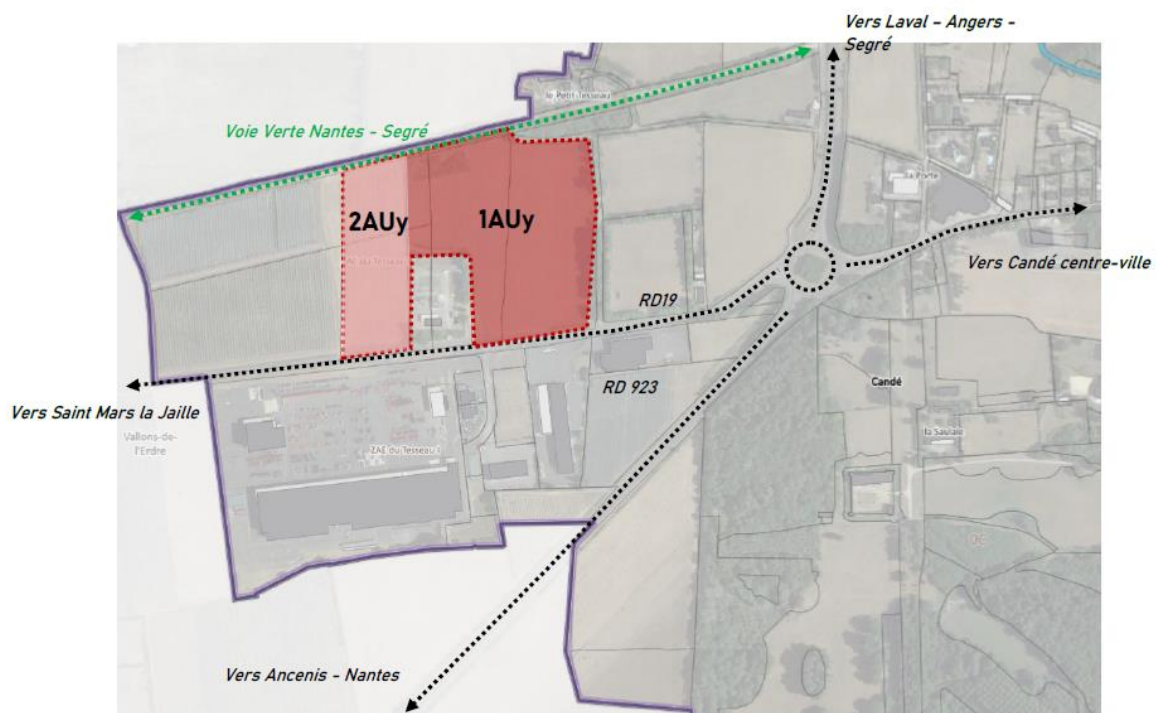 Vers Laval – Angers -
Segré
le Petit Tesseau
Voie Verte Nantes - Segré
la Porte
2AUy
1AUy
Vers Candé centre-ville
RD19
RD 923
Candé
Vers Saint Mars la Jaille
Vallons-de-
l'Erdre
ZAE du Tesseau I
la Saulaie
Vers Ancenis - Nantes